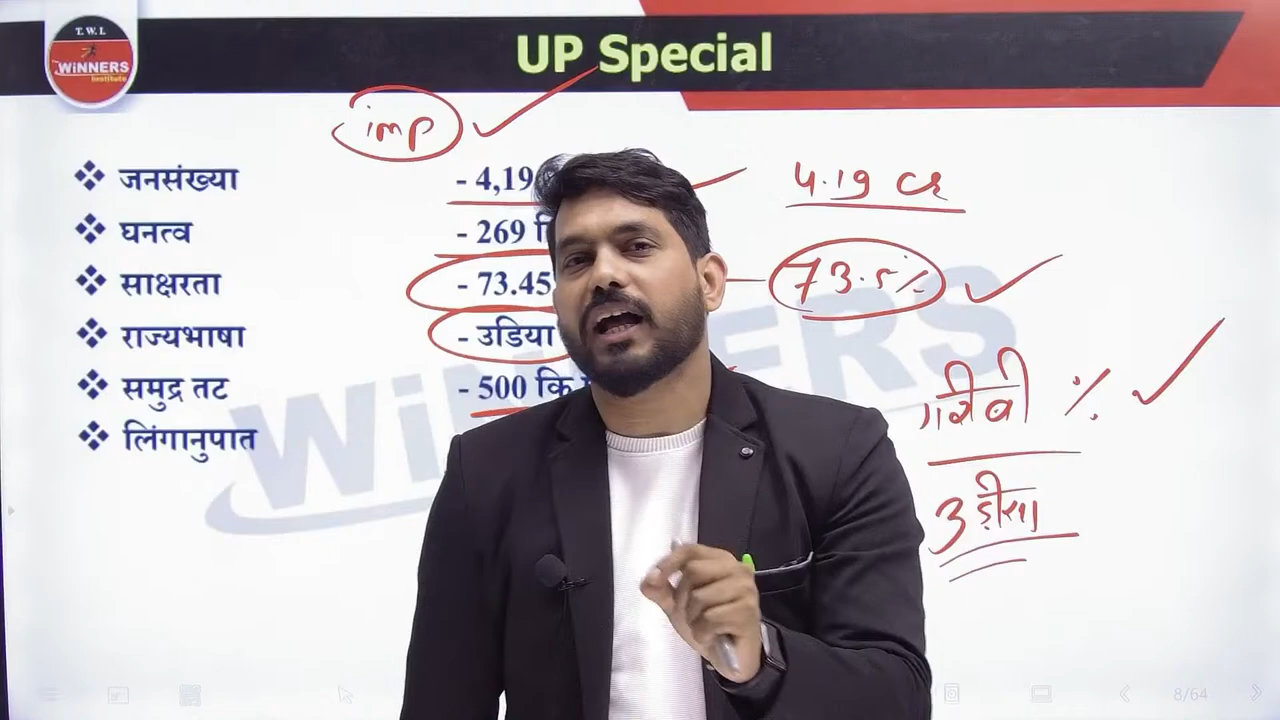 T. W. I.
WiNNERS
Institute
UP Special
imp
❖ जनसंख्या - 4,19
4.19 cr
❖ घनत्व - 269
❖ साक्षरता - 73.45
73.5%
❖ राज्यभाषा - उडिया
❖ समुद्र तट - 500 कि
गरीबी %
❖ लिंगानुपात
उड़ीसा
WiNNERS
8/64